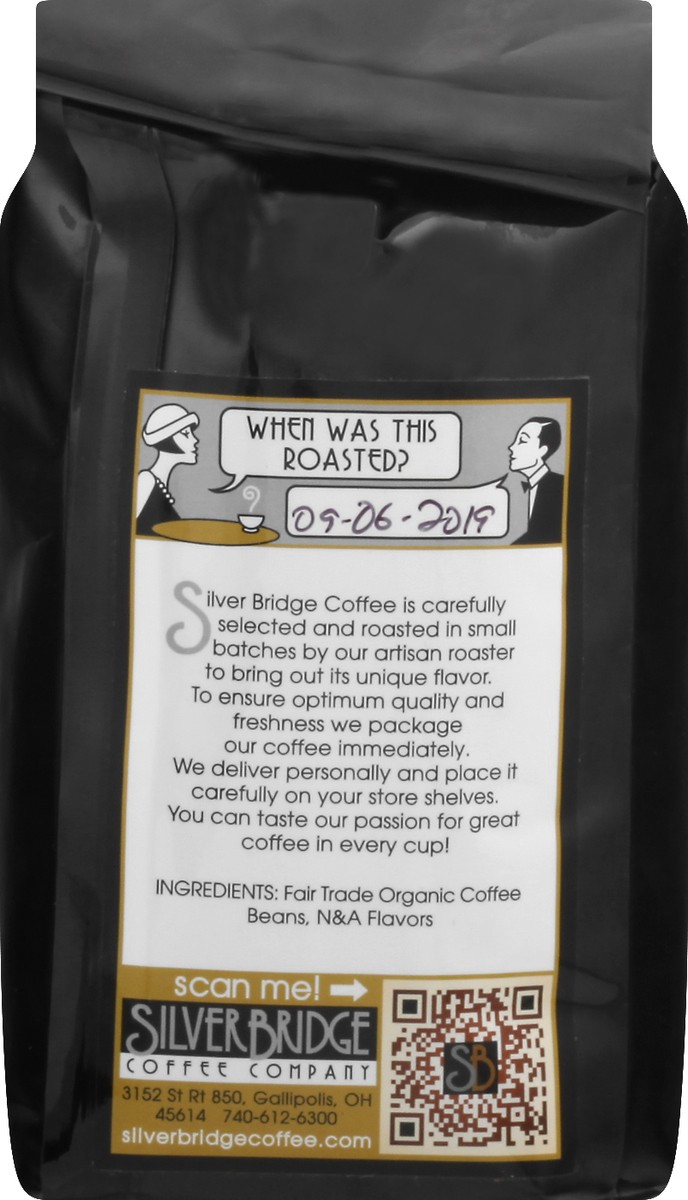 WHEN WAS THIS
ROASTED?
09-06-2019
Silver Bridge Coffee is carefully
selected and roasted in small
batches by our artisan roaster
to bring out its unique flavor.
To ensure optimum quality and
freshness we package
our coffee immediately.
We deliver personally and place it
carefully on your store shelves.
You can taste our passion for great
coffee in every cup!
INGREDIENTS: Fair Trade Organic Coffee
Beans, N&A Flavors
scan me!
SILVER BRIDGE
COFFEE COMPANY
3152 St Rt 850, Gallipolis, OH
45614 740-612-6300
silverbridgecoffee.com
SB